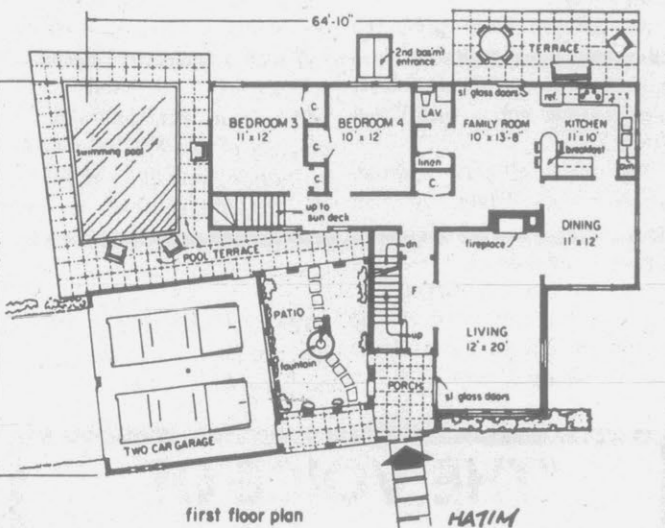 64'-10"
2nd bas'm't
entrance
TERRACE
BEDROOM 3
11' x 12'
C
C
C
BEDROOM 4
10' x 12'
LAV.
sl glass doors
FAMILY ROOM
10' x 13'-8"
ref.
KITCHEN
11' x 10'
breakfast
swimming pool
linen
C
up to
sun deck
DINING
11' x 12'
fireplace
dn
POOL TERRACE
F
PATIO
fountain
up
LIVING
12' x 20'
PORCH
sl glass doors
TWO CAR GARAGE
first floor plan
HATIM